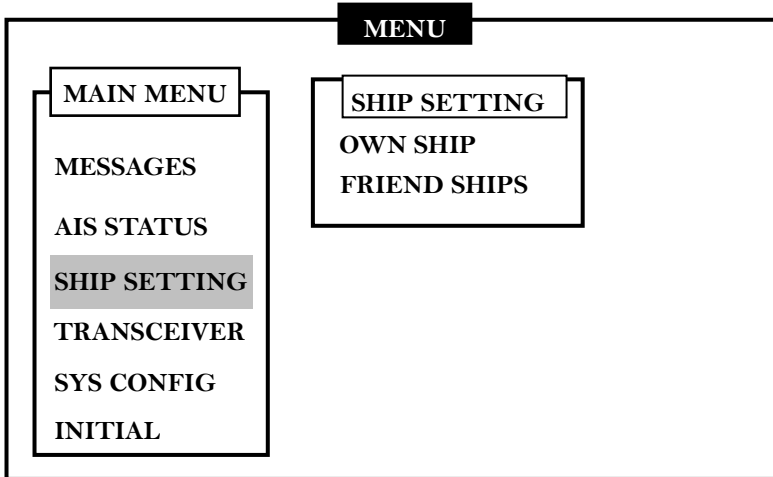 MENU
MAIN MENU
MESSAGES
AIS STATUS
SHIP SETTING
TRANSCEIVER
SYS CONFIG
INITIAL
SHIP SETTING
OWN SHIP
FRIEND SHIPS